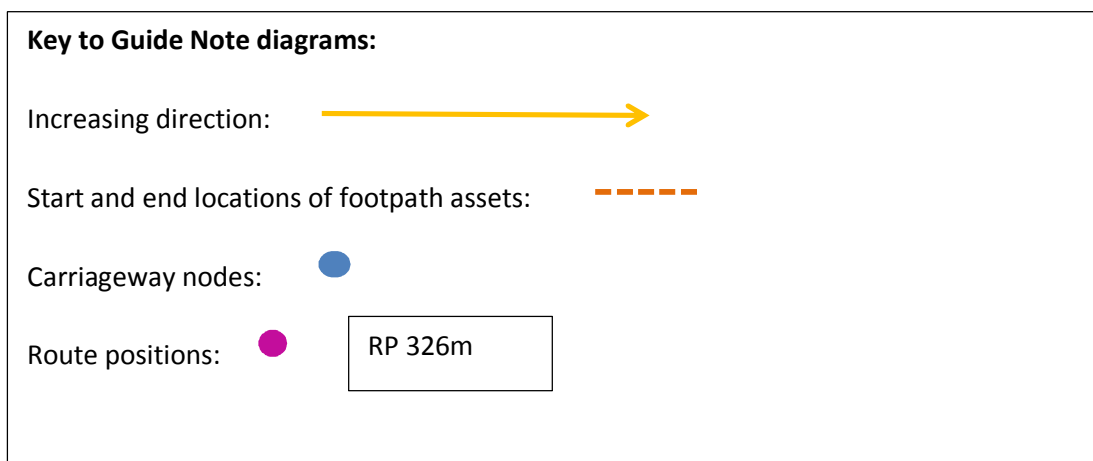 Key to Guide Note diagrams:
Increasing direction:
Start and end locations of footpath assets:
Carriageway nodes:
Route positions:
RP 326m